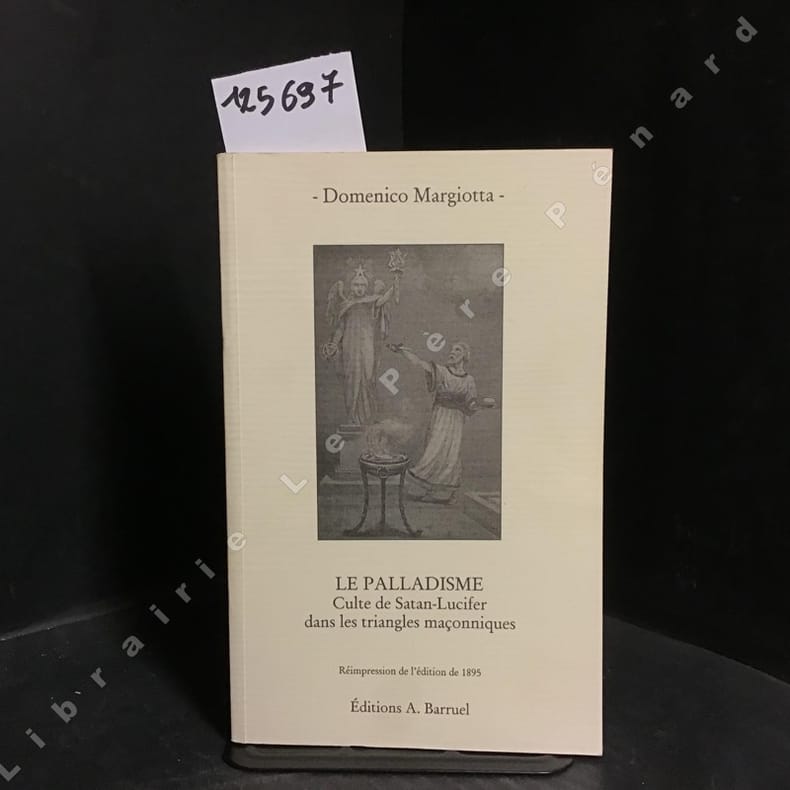 125697
- Domenico Margiotta -
LE PALLADISME
Culte de Satan-Lucifer
dans les triangles maçonniques
Réimpression de l'édition de 1895
Éditions A. Barruel
Librairie Le Père Pénard